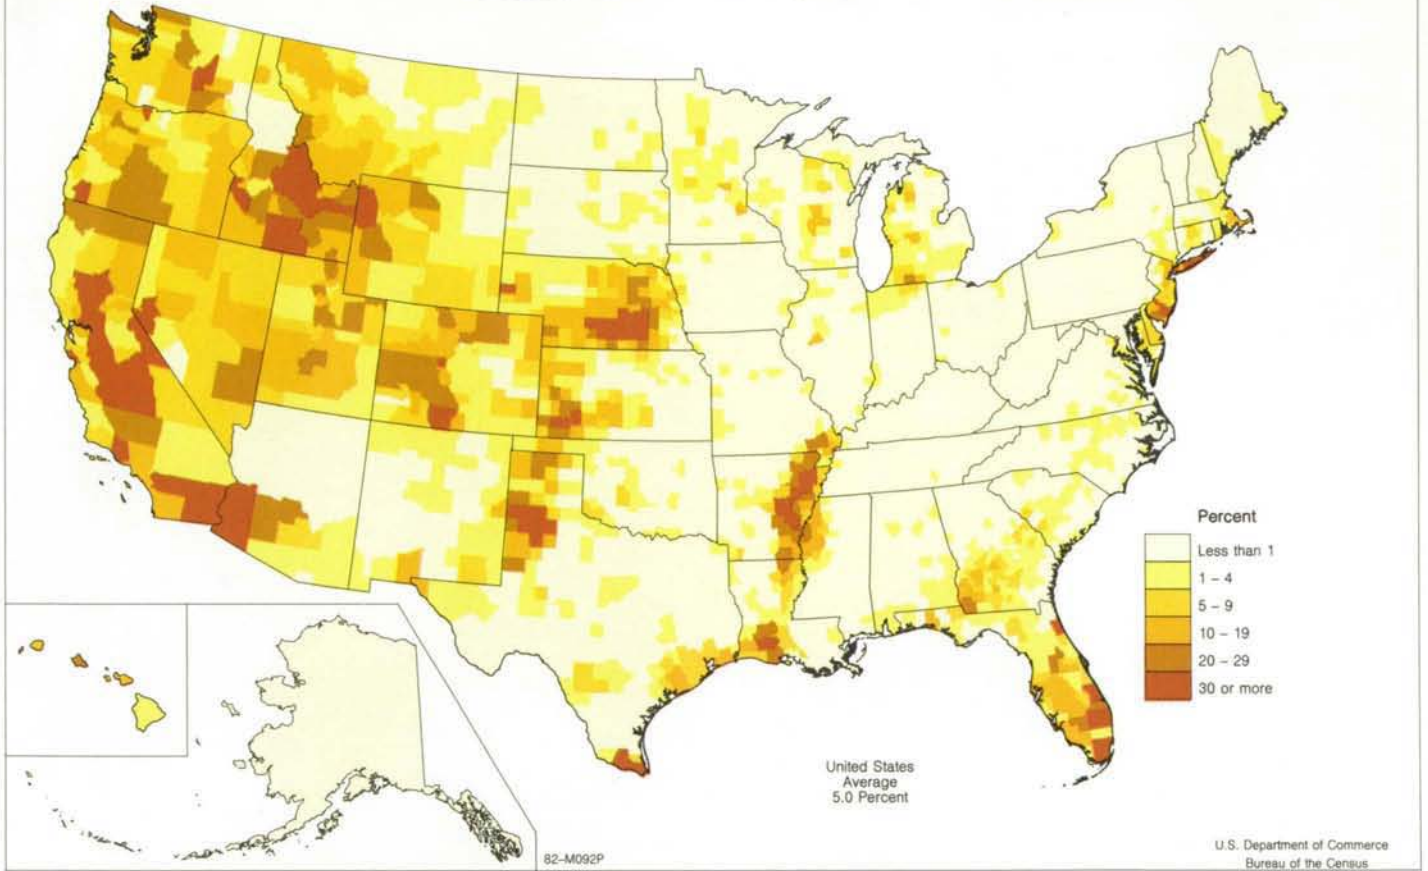 Percent
Less than 1
1 – 4
5 – 9
10 – 19
20 – 29
30 or more
United States
Average
5.0 Percent
82–M092P
U.S. Department of Commerce
Bureau of the Census